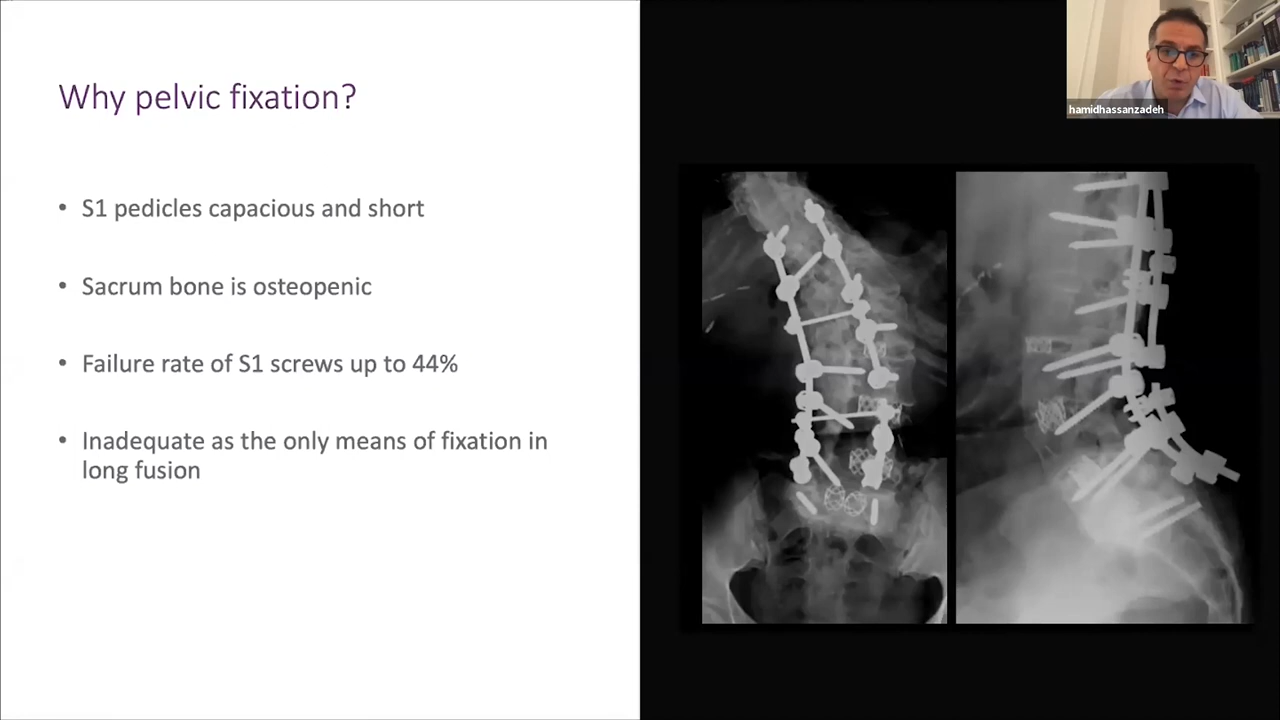 Why pelvic fixation?
• S1 pedicles capacious and short
• Sacrum bone is osteopenic
• Failure rate of S1 screws up to 44%
• Inadequate as the only means of fixation in
long fusion
hamidhassanzadeh